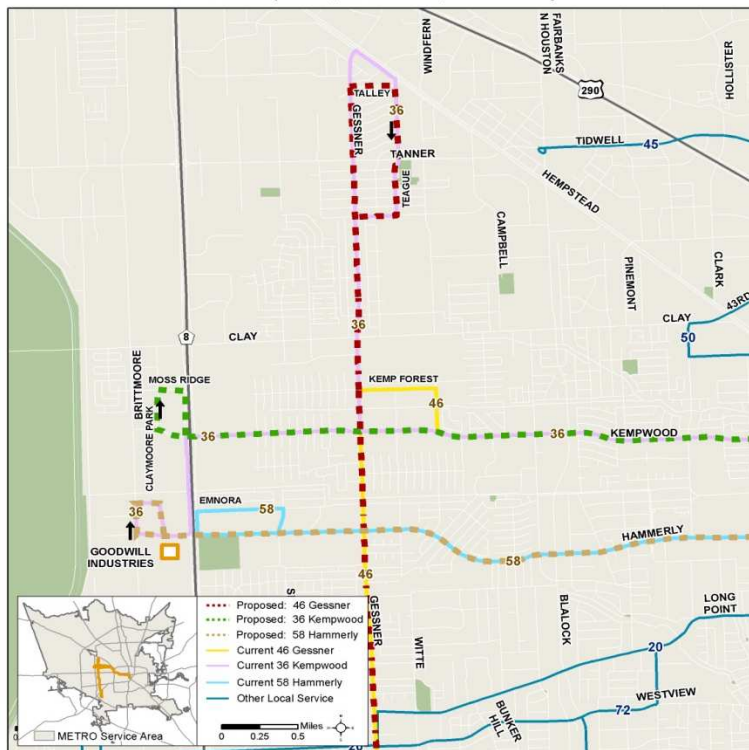 WINDFERN
FAIRBANKS
N HOUSTON
HOLLISTER
290
TALLEY
36
GESSNER
TIDWELL
45
TANNER
TEAGUE
HEMPSTEAD
CAMPBELL
PINEMONT
CLARK
43RD
CLAY
50
36
8
CLAY
MOSS RIDGE
KEMP FOREST
BRITTMOORE
CLAYMOORE PARK
46
36
36
KEMPWOOD
EMNORA
58
36
HAMMERLY
GOODWILL
INDUSTRIES
58
46
GESSNER
S
WITTE
BLALOCK
LONG
POINT
20
BUNKER
HILL
72
WESTVIEW
20
Proposed: 46 Gessner
Proposed: 36 Kempwood
Proposed: 58 Hammerly
Current 46 Gessner
Current 36 Kempwood
Current 58 Hammerly
Other Local Service
Miles
0 0.25 0.5
METRO Service Area